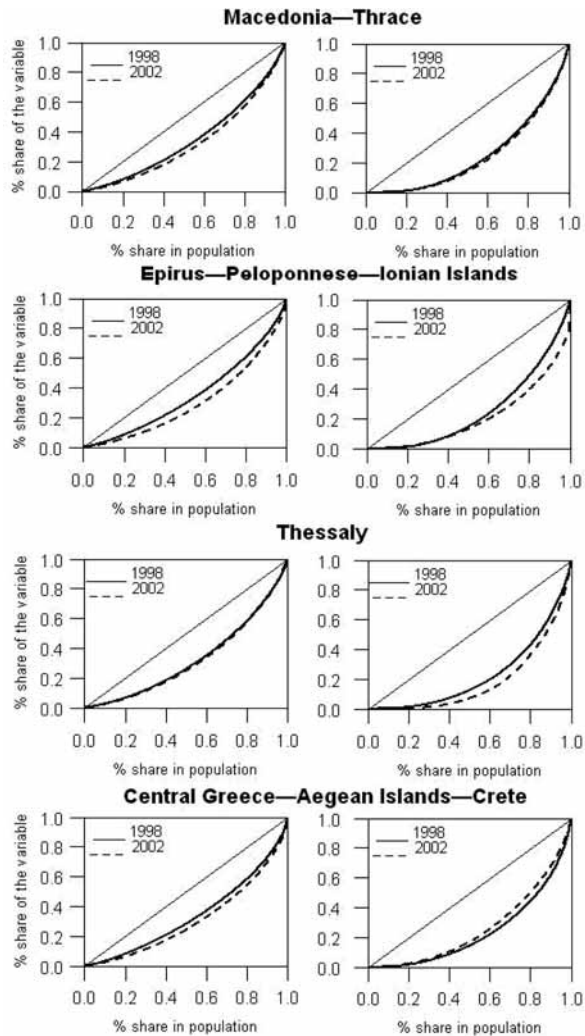 Macedonia—Thrace
% share of the variable
1.0
0.8
0.6
0.4
0.2
0.0
1998
2002
0.0 0.2 0.4 0.6 0.8 1.0
% share in population
1.0
0.8
0.6
0.4
0.2
0.0
1998
2002
0.0 0.2 0.4 0.6 0.8 1.0
% share in population
Epirus—Peloponnese—Ionian Islands
% share of the variable
1.0
0.8
0.6
0.4
0.2
0.0
1998
2002
0.0 0.2 0.4 0.6 0.8 1.0
% share in population
1.0
0.8
0.6
0.4
0.2
0.0
1998
2002
0.0 0.2 0.4 0.6 0.8 1.0
% share in population
Thessaly
% share of the variable
1.0
0.8
0.6
0.4
0.2
0.0
1998
2002
0.0 0.2 0.4 0.6 0.8 1.0
% share in population
1.0
0.8
0.6
0.4
0.2
0.0
1998
2002
0.0 0.2 0.4 0.6 0.8 1.0
% share in population
Central Greece—Aegean Islands—Crete
% share of the variable
1.0
0.8
0.6
0.4
0.2
0.0
1998
2002
0.0 0.2 0.4 0.6 0.8 1.0
% share in population
1.0
0.8
0.6
0.4
0.2
0.0
1998
2002
0.0 0.2 0.4 0.6 0.8 1.0
% share in population